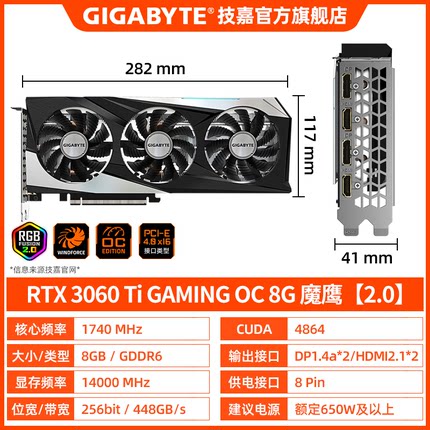 GIGABYTE™ 技嘉官方旗舰店
282 mm
117 mm
GIGABYTE
GIGABYTE
GIGABYTE
41 mm
RGB
FUSION
2.0
WINDFORCE
OC
EDITION
PCI-E
4.0 x16
接口类型
*信息来源技嘉官网*
RTX 3060 Ti GAMING OC 8G 魔鹰【2.0】
核心频率 1740 MHz CUDA 4864
大小/类型 8GB / GDDR6 输出接口 DP1.4a*2/HDMI2.1*2
显存频率 14000 MHz 供电接口 8 Pin
位宽/带宽 256bit / 448GB/s 建议电源 额定650W及以上